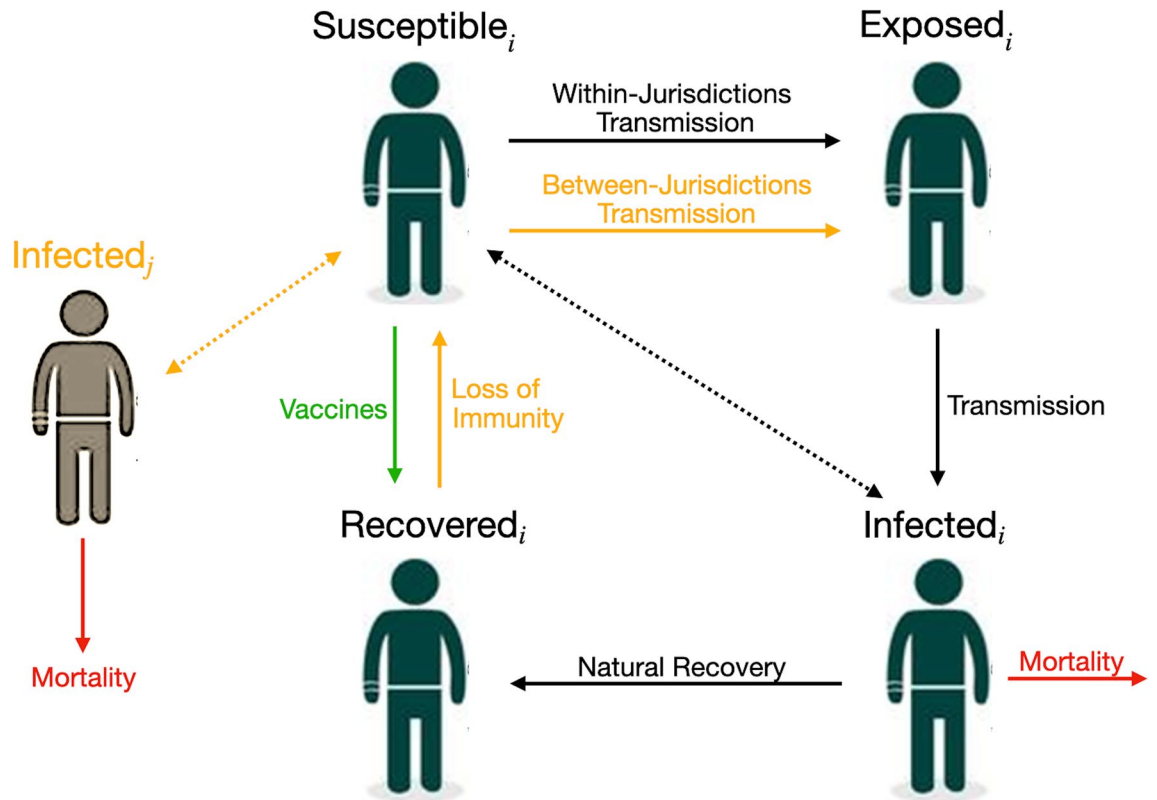 Susceptible_i
Exposed_i
Within-Jurisdictions
Transmission
Between-Jurisdictions
Transmission
Infected_j
Vaccines
Loss of
Immunity
Transmission
Recovered_i
Infected_i
Mortality
Natural Recovery
Mortality